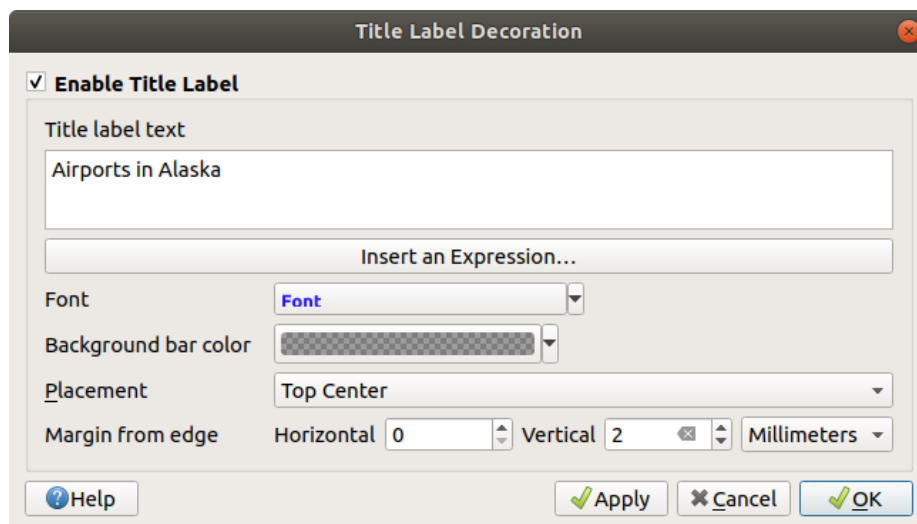 Title Label Decoration
Enable Title Label
Title label text
Airports in Alaska
Insert an Expression…
Font Font
Background bar color
Placement Top Center
Margin from edge Horizontal 0 Vertical 2 Millimeters
Help Apply Cancel OK